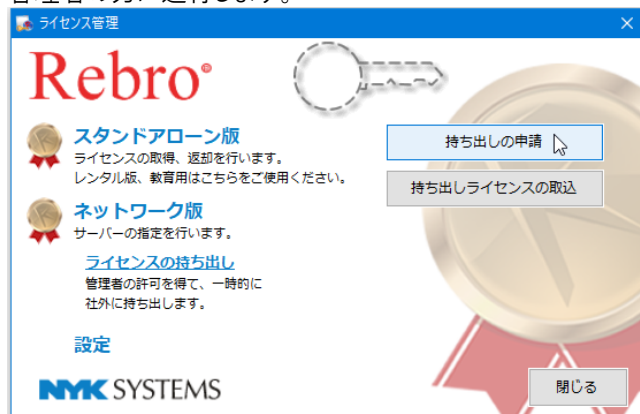 ライセンス管理
Rebro
スタンドアローン版
ライセンスの取得、返却を行います。
レンタル版、教育用はこちらをご使用ください。
ネットワーク版
サーバーの指定を行います。
ライセンスの持ち出し
管理者の許可を得て、一時的に
社外に持ち出します。
設定
NYK SYSTEMS
持ち出しの申請
持ち出しライセンスの取込
閉じる